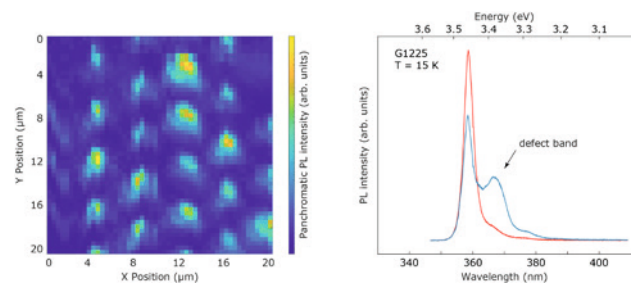 0
4
8
12
16
20
Y Position (µm)
0
4
8
12
16
20
X Position (µm)
Panchromatic PL intensity (arb. units)
Energy (eV)
3.6
3.5
3.4
3.3
3.2
3.1
G1225
T = 15 K
defect band
PL intensity (arb. units)
340
360
380
400
Wavelength (nm)